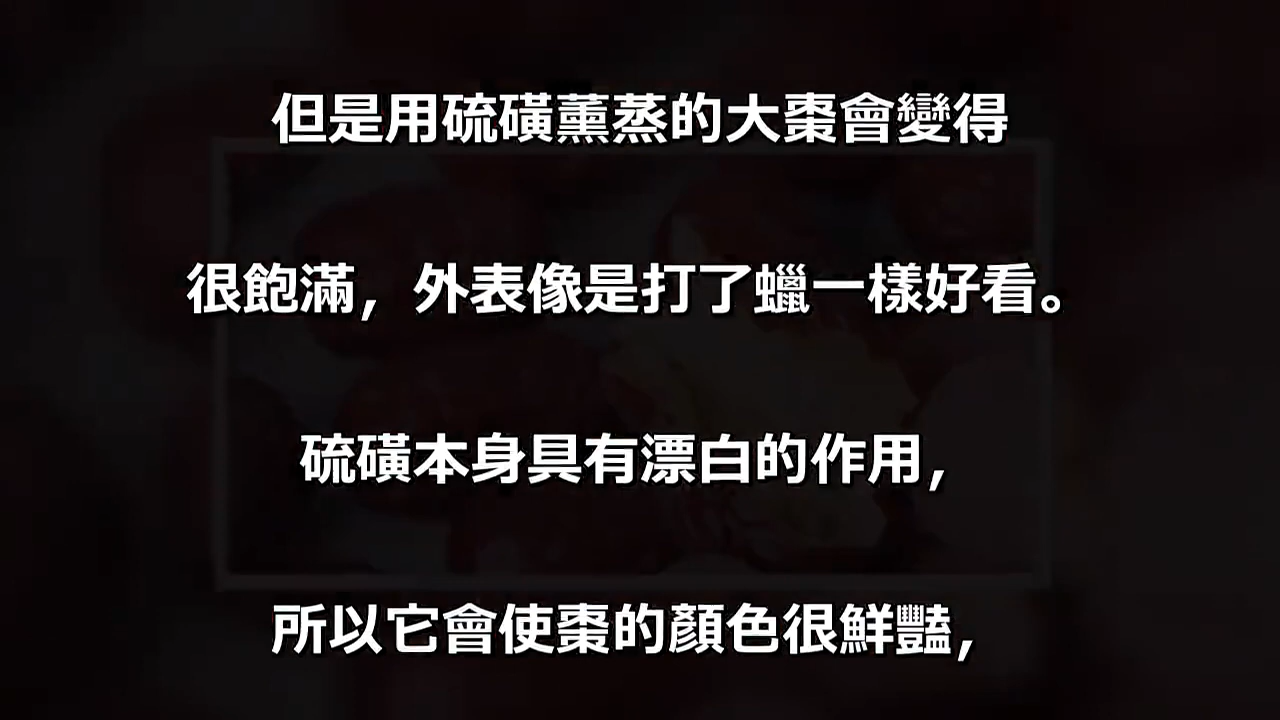 但是用硫磺薰蒸的大棗會變得
很飽滿，外表像是打了蠟一樣好看。
硫磺本身具有漂白的作用，
所以它會使棗的顏色很鮮豔，